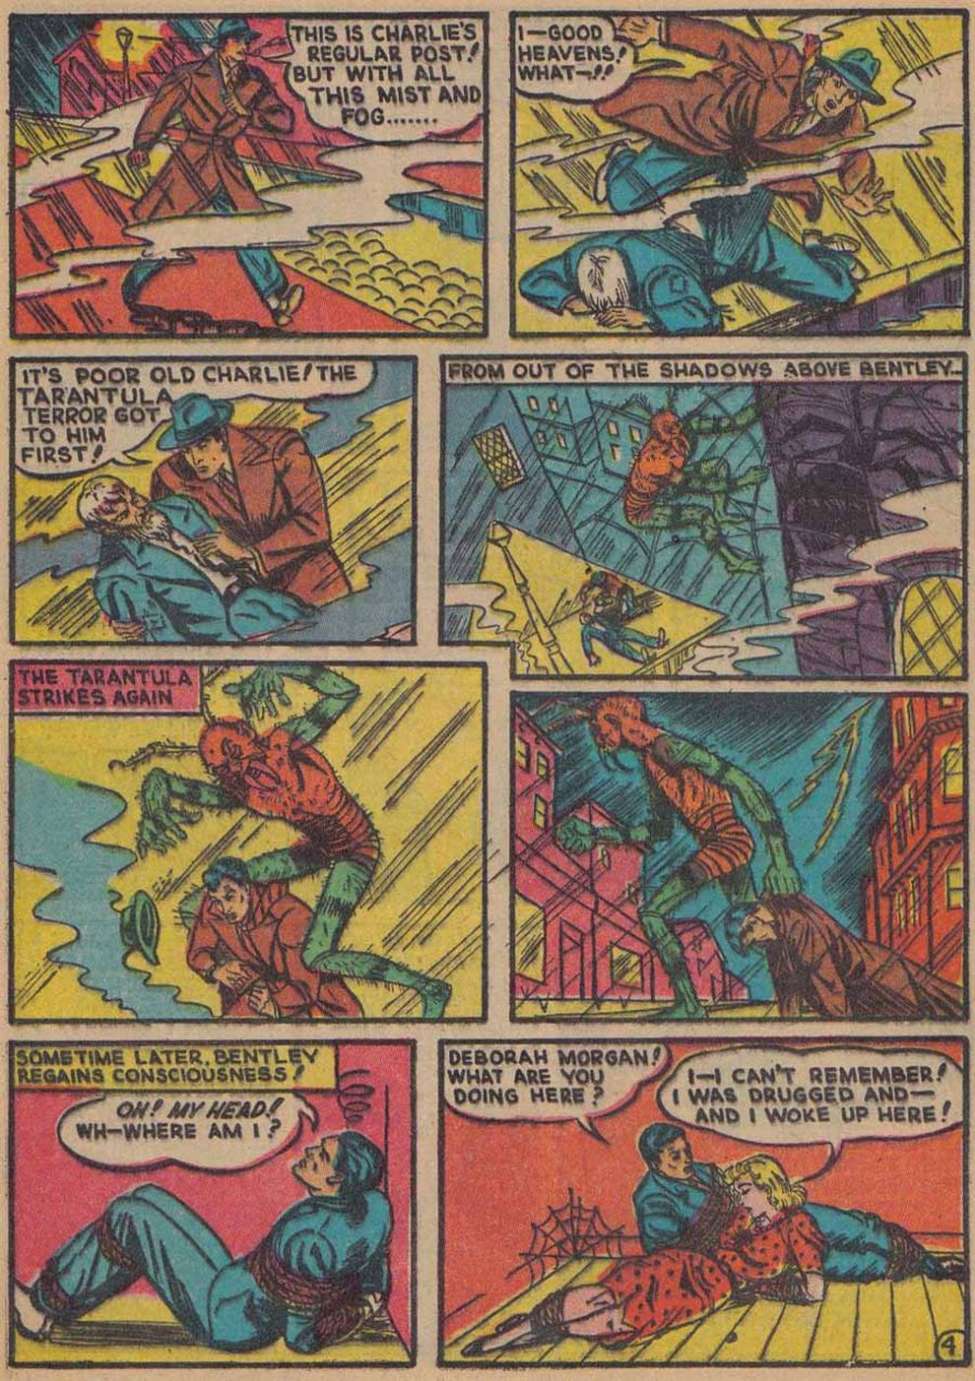 THIS IS CHARLIE'S
REGULAR POST!
BUT WITH ALL
THIS MIST AND
FOG.......
I—GOOD
HEAVENS!
WHAT—!!
IT'S POOR OLD CHARLIE! THE
TARANTULA
TERROR GOT
TO HIM
FIRST!
FROM OUT OF THE SHADOWS ABOVE BENTLEY...
THE TARANTULA
STRIKES AGAIN
SOMETIME LATER, BENTLEY
REGAINS CONSCIOUSNESS!
OH! MY HEAD!
WH—WHERE AM I?
DEBORAH MORGAN!
WHAT ARE YOU
DOING HERE?
I—I CAN'T REMEMBER!
I WAS DRUGGED AND—
AND I WOKE UP HERE!
4